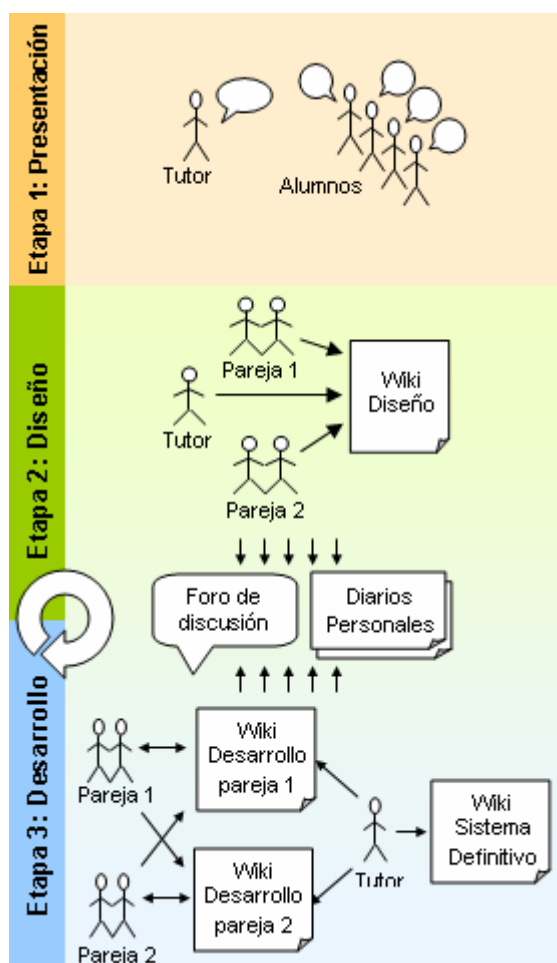 Etapa 1: Presentación
Tutor
Alumnos
Etapa 2: Diseño
Pareja 1
Wiki
Diseño
Tutor
Pareja 2
Foro de
discusión
Diarios
Personales
Etapa 3: Desarrollo
Wiki
Desarrollo
pareja 1
Pareja 1
Wiki
Sistema
Definitivo
Tutor
Wiki
Desarrollo
pareja 2
Pareja 2